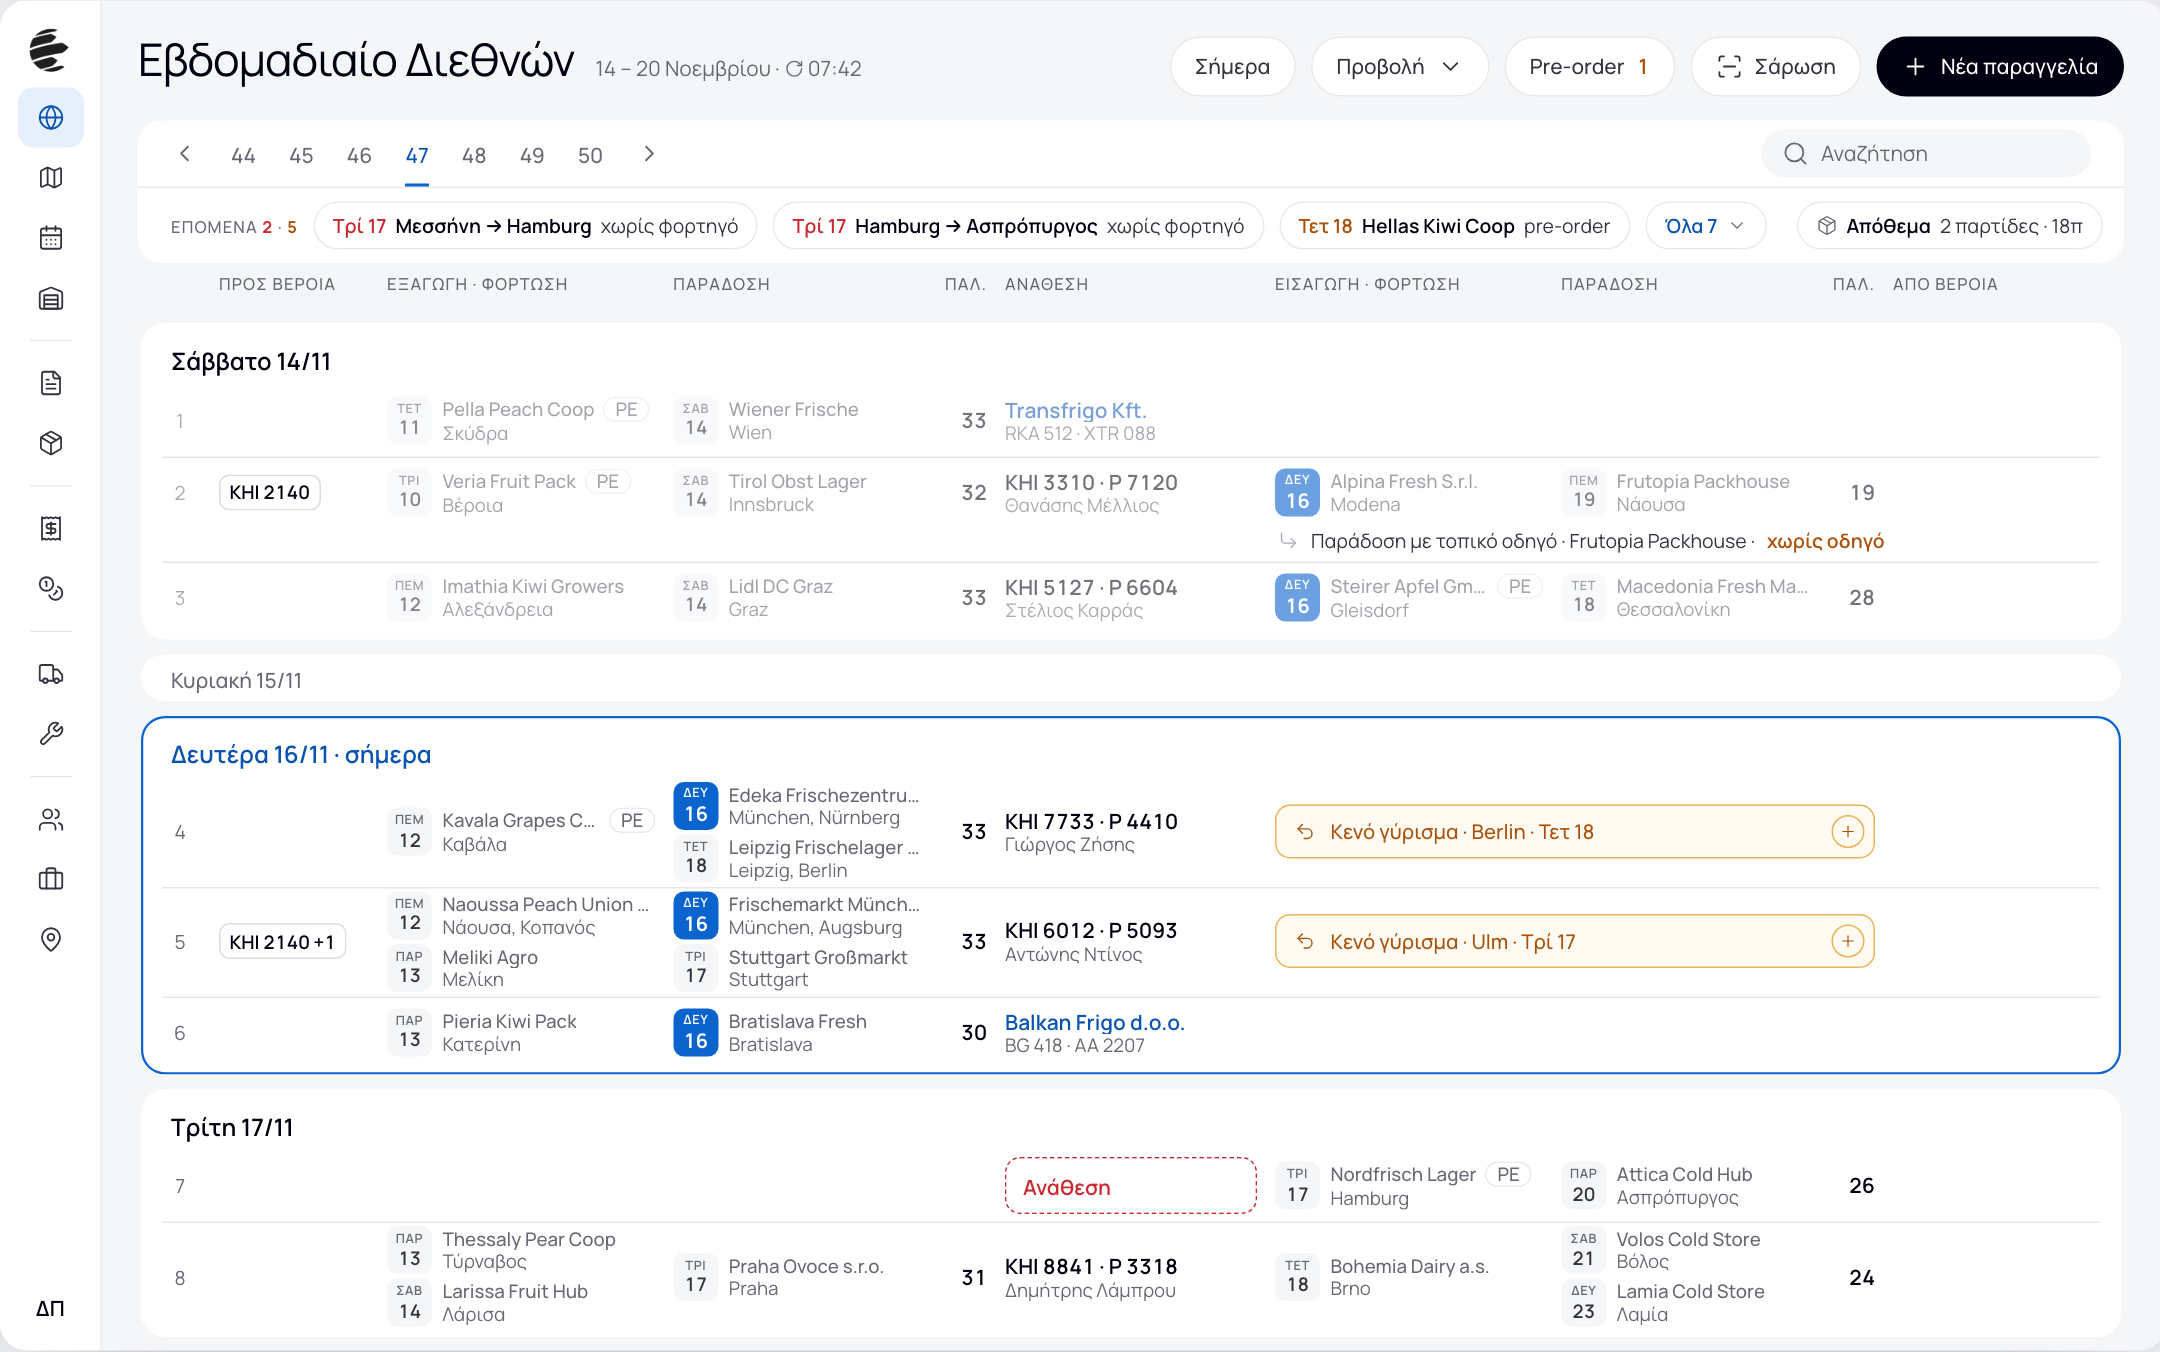 Εβδομαδιαίο Διεθνών
14 – 20 Νοεμβρίου · 07:42
Σήμερα
Προβολή
Pre-order 1
Σάρωση
Νέα παραγγελία
44 45 46 47 48 49 50
Αναζήτηση
ΕΠΟΜΕΝΑ 2 · 5
Τρί 17 Μεσσήνη → Hamburg χωρίς φορτηγό
Τρί 17 Hamburg → Ασπρόπυργος χωρίς φορτηγό
Τετ 18 Hellas Kiwi Coop pre-order
Όλα 7
Απόθεμα 2 παρτίδες · 18π
ΠΡΟΣ ΒΕΡΟΙΑ ΕΞΑΓΩΓΗ · ΦΟΡΤΩΣΗ ΠΑΡΑΔΟΣΗ ΠΑΛ. ΑΝΑΘΕΣΗ ΕΙΣΑΓΩΓΗ · ΦΟΡΤΩΣΗ ΠΑΡΑΔΟΣΗ ΠΑΛ. ΑΠΟ ΒΕΡΟΙΑ
Σάββατο 14/11
1
ΤΕΤ 11 Pella Peach Coop PE
Σκύδρα
ΣΑΒ 14 Wiener Frische
Wien
33
Transfrigo Kft.
RKA 512 · XTR 088
2
ΚΗΙ 2140
ΤΡΙ 10 Veria Fruit Pack PE
Βέροια
ΣΑΒ 14 Tirol Obst Lager
Innsbruck
32
ΚΗΙ 3310 · Ρ 7120
Θανάσης Μέλλιος
ΔΕΥ 16 Alpina Fresh S.r.l.
Modena
ΠΕΜ 19 Frutopia Packhouse
Νάουσα
19
Παράδοση με τοπικό οδηγό · Frutopia Packhouse · χωρίς οδηγό
3
ΠΕΜ 12 Imathia Kiwi Growers
Αλεξάνδρεια
ΣΑΒ 14 Lidl DC Graz
Graz
33
ΚΗΙ 5127 · Ρ 6604
Στέλιος Καρράς
ΔΕΥ 16 Steirer Apfel Gm... PE
Gleisdorf
ΤΕΤ 18 Macedonia Fresh Ma...
Θεσσαλονίκη
28
Κυριακή 15/11
Δευτέρα 16/11 · σήμερα
4
ΠΕΜ 12 Kavala Grapes C... PE
Καβάλα
ΔΕΥ 16 Edeka Frischezentru...
München, Nürnberg
ΤΕΤ 18 Leipzig Frischelager ...
Leipzig, Berlin
33
ΚΗΙ 7733 · Ρ 4410
Γιώργος Ζήσης
Κενό γύρισμα · Berlin · Τετ 18
5
ΚΗΙ 2140 +1
ΠΕΜ 12 Naoussa Peach Union ...
Νάουσα, Κοπανός
ΠΑΡ 13 Meliki Agro
Μελίκη
ΔΕΥ 16 Frischemarkt Münch...
München, Augsburg
ΤΡΙ 17 Stuttgart Großmarkt
Stuttgart
33
ΚΗΙ 6012 · Ρ 5093
Αντώνης Ντίνος
Κενό γύρισμα · Ulm · Τρί 17
6
ΠΑΡ 13 Pieria Kiwi Pack
Κατερίνη
ΔΕΥ 16 Bratislava Fresh
Bratislava
30
Balkan Frigo d.o.o.
BG 418 · AA 2207
Τρίτη 17/11
7
Ανάθεση
ΤΡΙ 17 Nordfrisch Lager PE
Hamburg
ΠΑΡ 20 Attica Cold Hub
Ασπρόπυργος
26
8
ΠΑΡ 13 Thessaly Pear Coop
Τύρναβος
ΣΑΒ 14 Larissa Fruit Hub
Λάρισα
ΤΡΙ 17 Praha Ovoce s.r.o.
Praha
31
ΚΗΙ 8841 · Ρ 3318
Δημήτρης Λάμπρου
ΤΕΤ 18 Bohemia Dairy a.s.
Brno
ΣΑΒ 21 Volos Cold Store
Βόλος
ΔΕΥ 23 Lamia Cold Store
Λαμία
24
ΔΠ